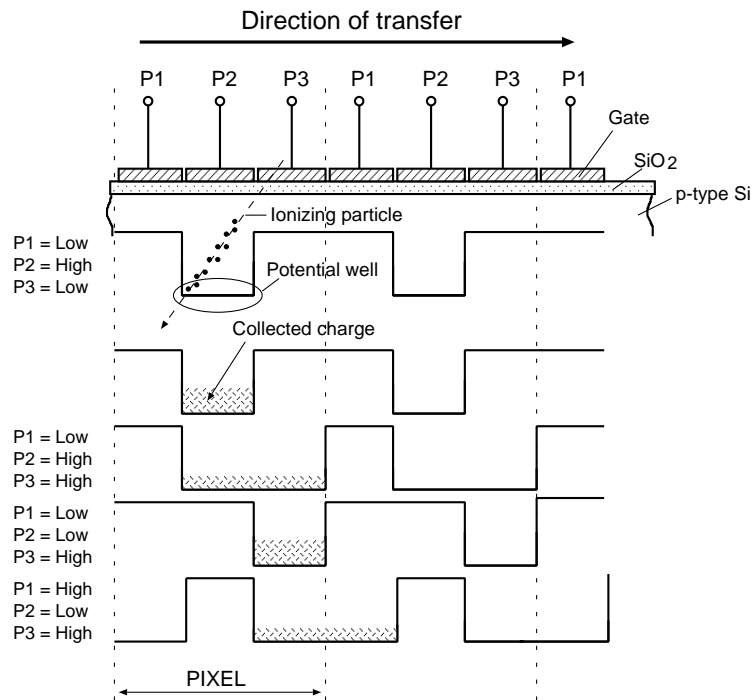 Direction of transfer
P1 P2 P3 P1 P2 P3 P1
Gate
SiO2
p-type Si
Ionizing particle
P1 = Low
P2 = High
P3 = Low
Potential well
Collected charge
P1 = Low
P2 = High
P3 = High
P1 = Low
P2 = Low
P3 = High
P1 = High
P2 = Low
P3 = High
PIXEL